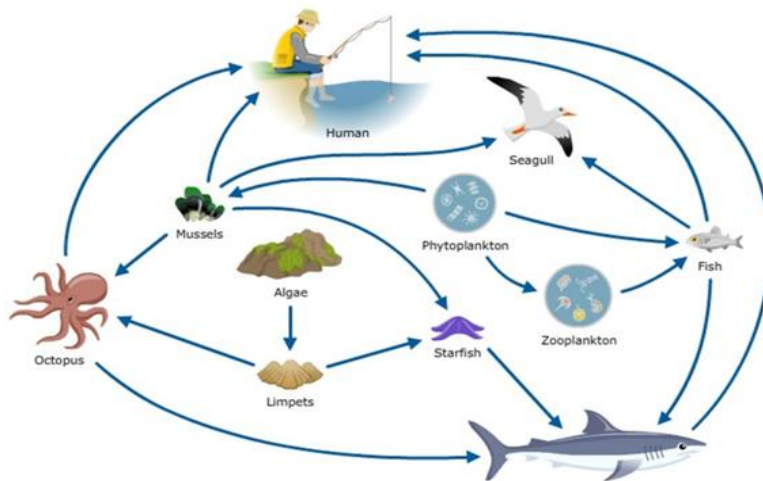 Human
Seagull
Mussels
Phytoplankton
Algae
Fish
Octopus
Starfish
Zooplankton
Limpets